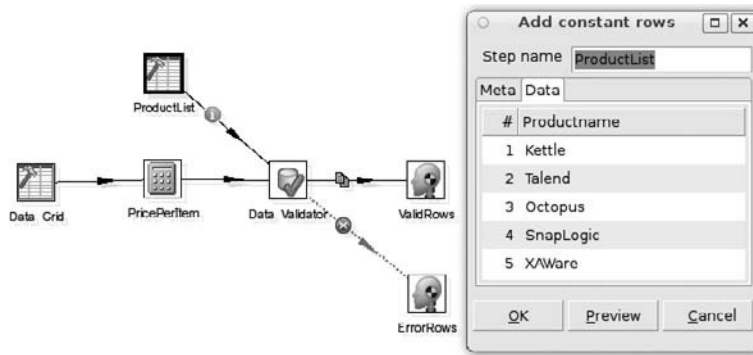 ProductList
Data Grid
PricePerItem
Data Validator
ValidRows
ErrorRows
Add constant rows
Step name ProductList
Meta Data
# Productname
1 Kettle
2 Talend
3 Octopus
4 SnapLogic
5 XAWare
OK Preview Cancel